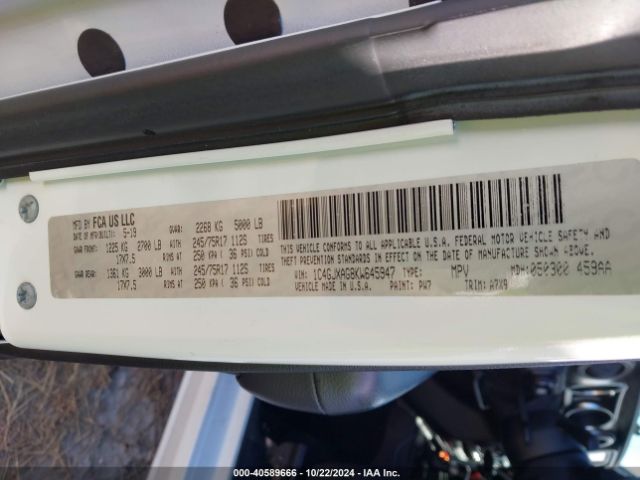 MFD BY FCA US LLC
DATE OF MFR 5-19 GVWR: 2268 KG 5000 LB
GAWR FRONT: 1225 KG 2700 LB WITH 245/75R17 112S TIRES
17X7.5 RIMS AT 250 KPA ( 36 PSI) COLD
GAWR REAR: 1361 KG 3000 LB WITH 245/75R17 112S TIRES
17X7.5 RIMS AT 250 KPA ( 36 PSI) COLD
THIS VEHICLE CONFORMS TO ALL APPLICABLE U.S.A. FEDERAL MOTOR VEHICLE SAFETY AND
THEFT PREVENTION STANDARDS IN EFFECT ON THE DATE OF MANUFACTURE SHOWN ABOVE.
VIN: 1C4GJXAG8KW645947 TYPE: MPV MDH: 050300 459AA
VEHICLE MADE IN U.S.A. PAINT: PW7 TRIM: A7X9
000-40589666 - 10/22/2024 - IAA Inc.